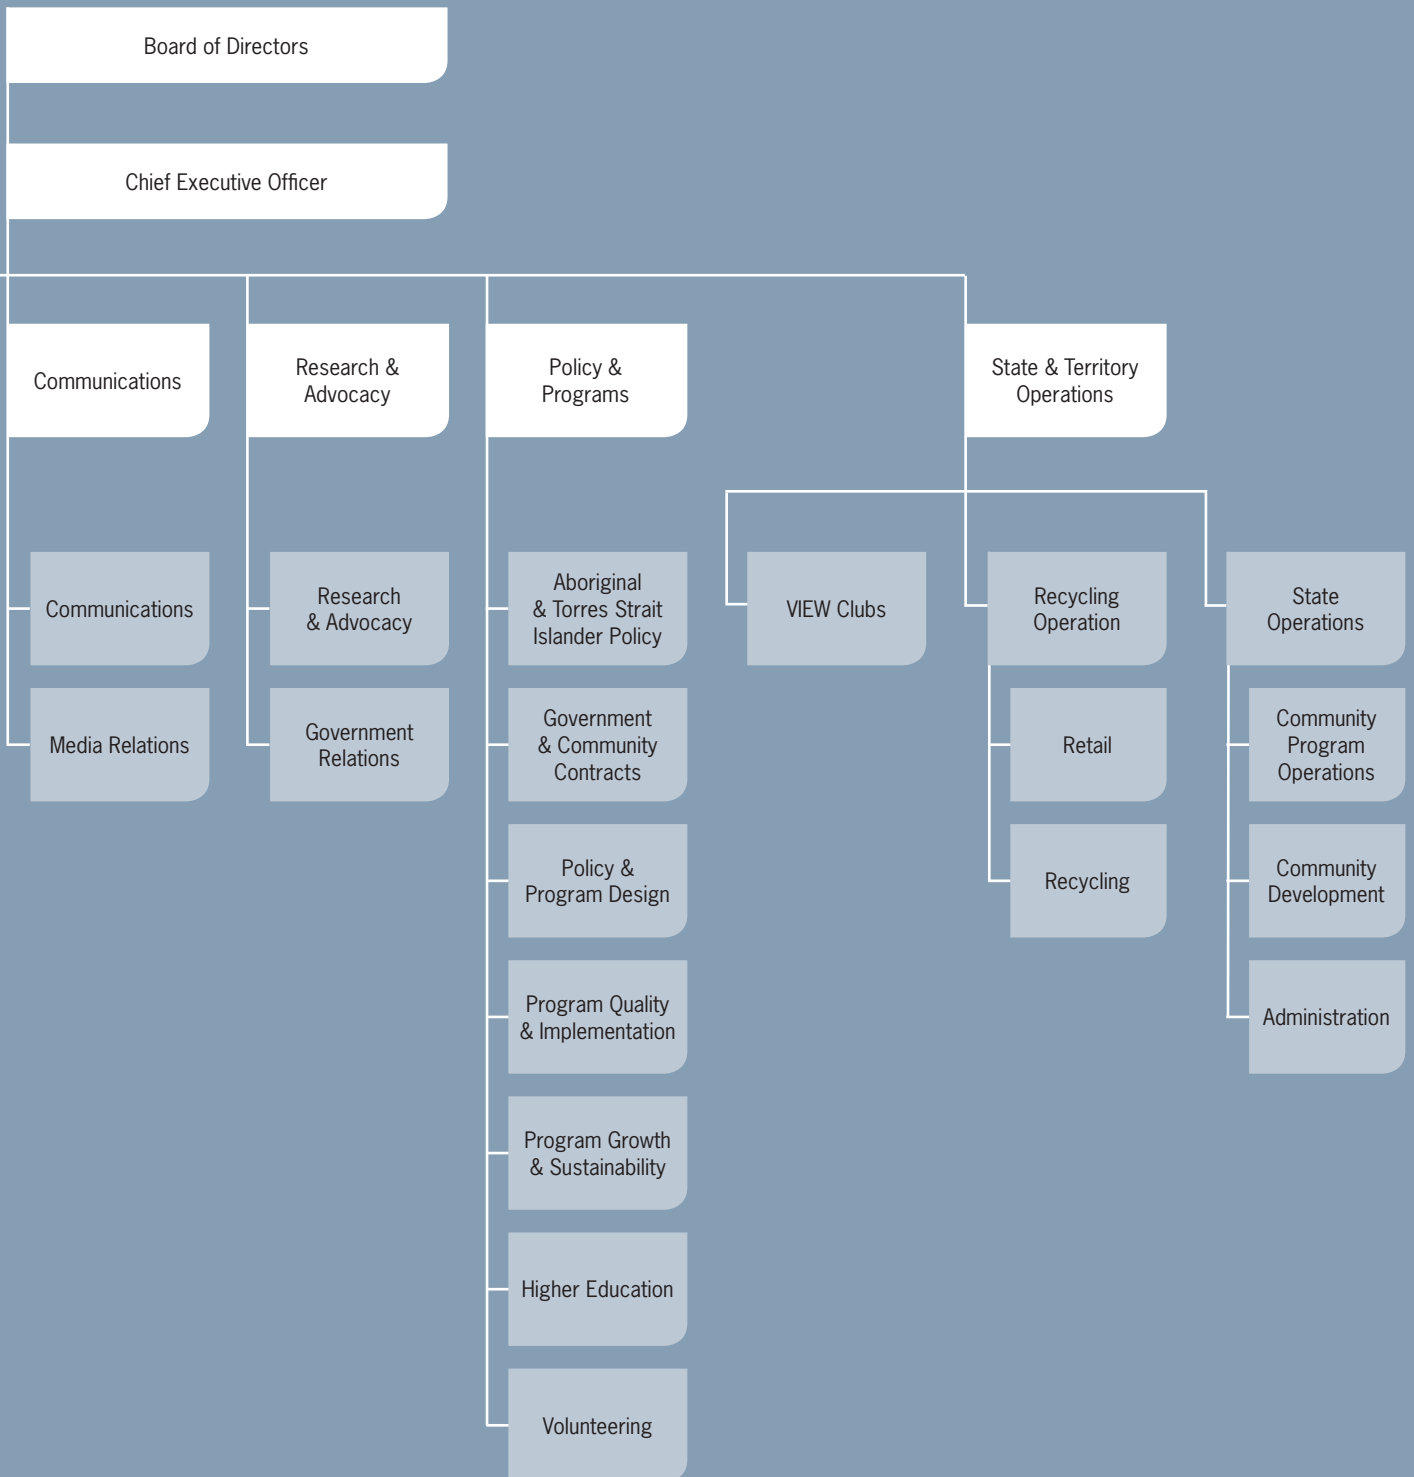 Board of Directors
Chief Executive Officer
Communications
Research &
Advocacy
Policy &
Programs
State & Territory
Operations
Communications
Media Relations
Research
& Advocacy
Government
Relations
Aboriginal
& Torres Strait
Islander Policy
Government
& Community
Contracts
Policy &
Program Design
Program Quality
& Implementation
Program Growth
& Sustainability
Higher Education
Volunteering
VIEW Clubs
Recycling
Operation
Retail
Recycling
State
Operations
Community
Program
Operations
Community
Development
Administration